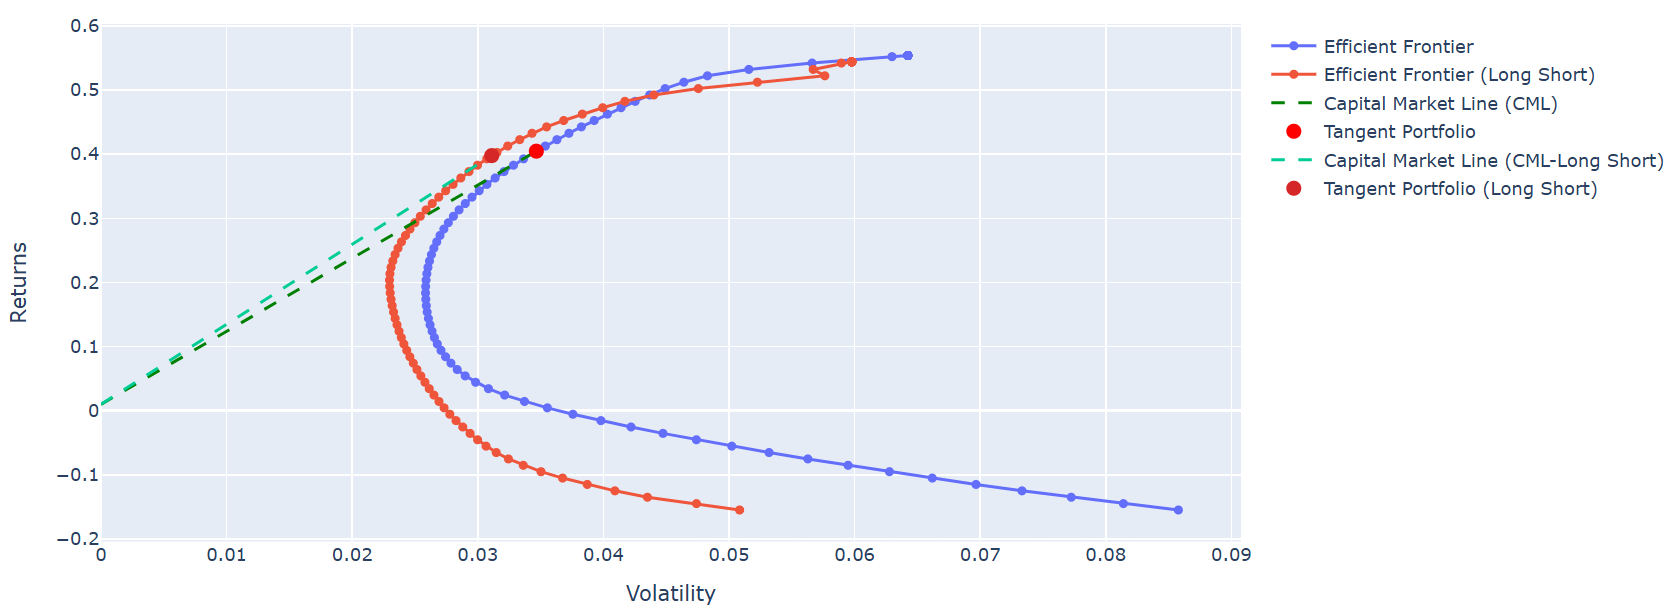 0.6
0.5
0.4
0.3
0.2
0.1
0
−0.1
−0.2
Returns
0 0.01 0.02 0.03 0.04 0.05 0.06 0.07 0.08 0.09
Volatility
Efficient Frontier
Efficient Frontier (Long Short)
Capital Market Line (CML)
Tangent Portfolio
Capital Market Line (CML-Long Short)
Tangent Portfolio (Long Short)